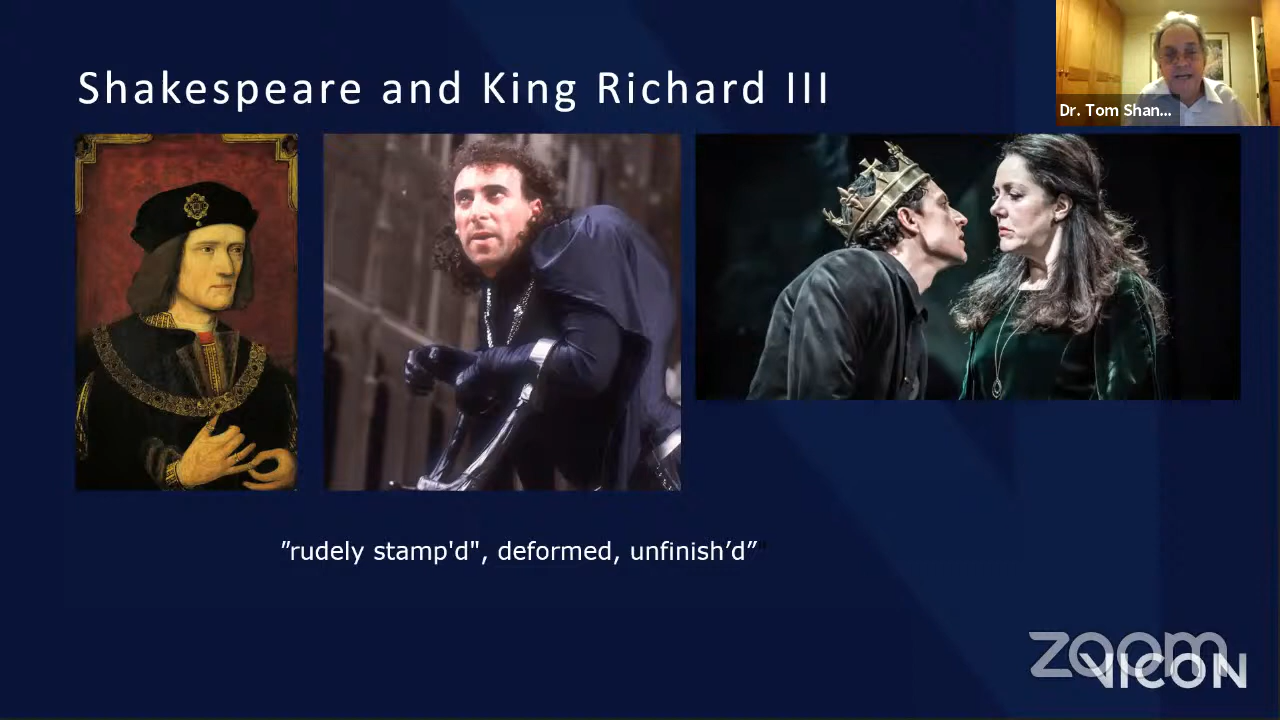 Shakespeare and King Richard III
Dr. Tom Shan...
"rudely stamp'd", deformed, unfinish’d”"
zoom
VICON